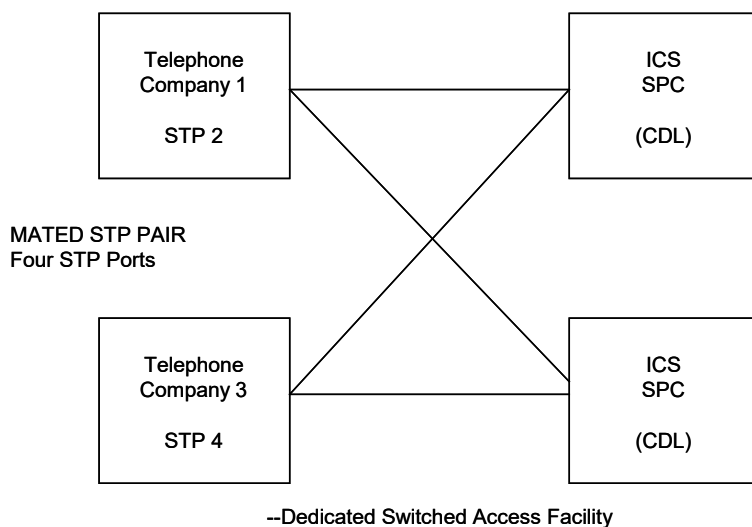 Telephone
Company 1
STP 2
ICS
SPC
(CDL)
MATED STP PAIR
Four STP Ports
Telephone
Company 3
STP 4
ICS
SPC
(CDL)
--Dedicated Switched Access Facility